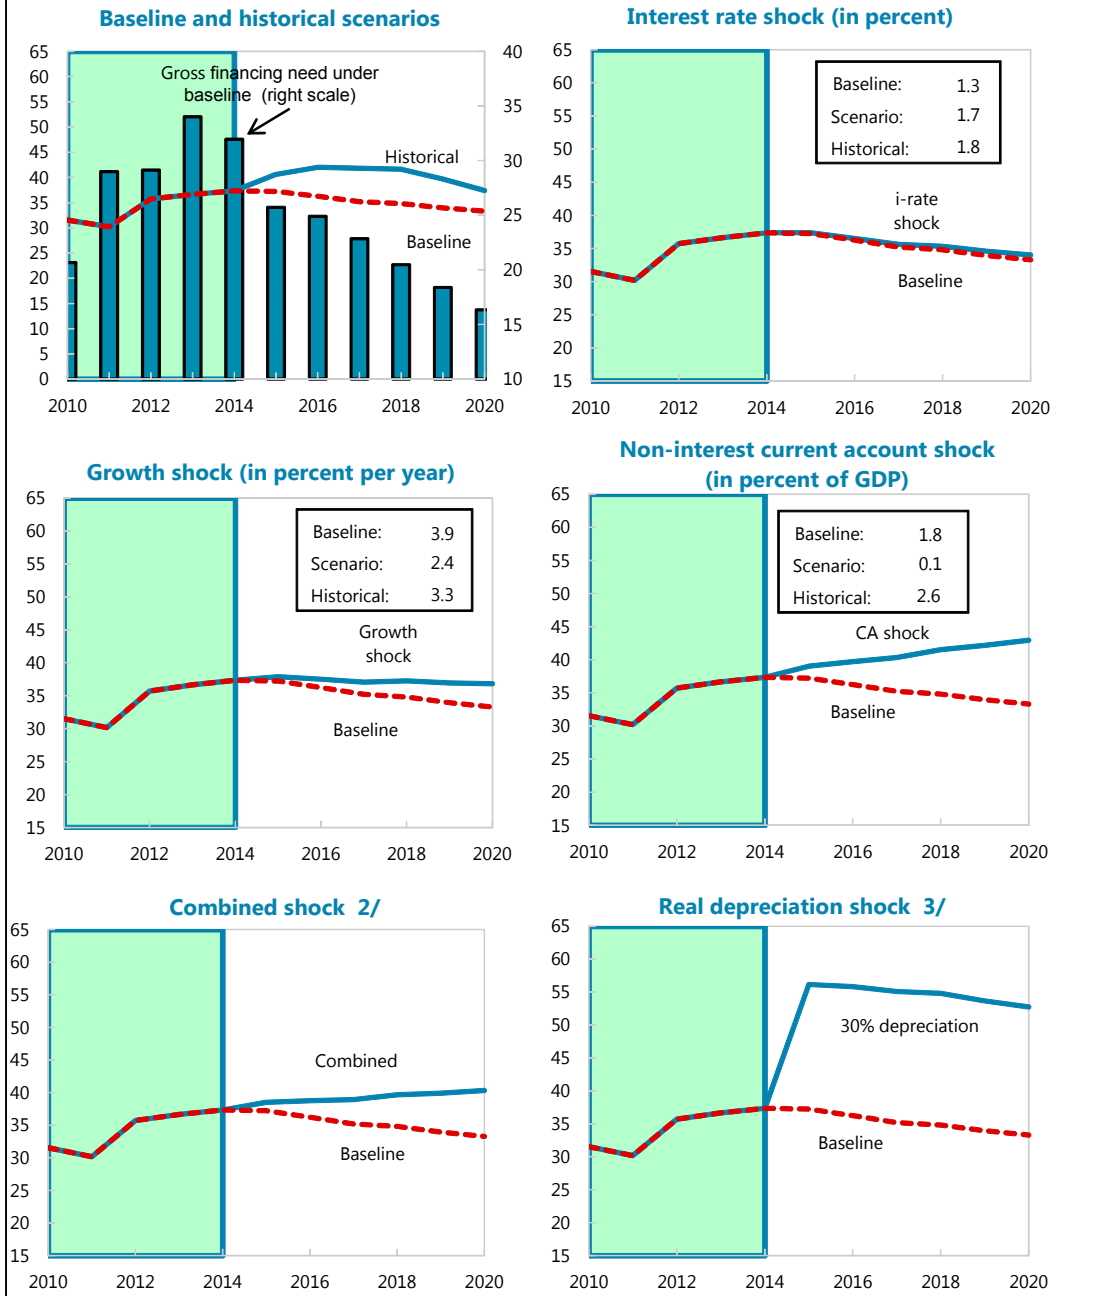 Baseline and historical scenarios
65
60
55
50
45
40
35
30
25
20
15
10
5
0
40
35
30
25
20
15
10
Gross financing need under
baseline (right scale)
Historical
Baseline
2010 2012 2014 2016 2018 2020
Interest rate shock (in percent)
65
60
55
50
45
40
35
30
25
20
15
Baseline: 1.3
Scenario: 1.7
Historical: 1.8
i-rate
shock
Baseline
2010 2012 2014 2016 2018 2020
Growth shock (in percent per year)
65
60
55
50
45
40
35
30
25
20
15
Baseline: 3.9
Scenario: 2.4
Historical: 3.3
Growth
shock
Baseline
2010 2012 2014 2016 2018 2020
Non-interest current account shock
(in percent of GDP)
65
60
55
50
45
40
35
30
25
20
15
Baseline: 1.8
Scenario: 0.1
Historical: 2.6
CA shock
Baseline
2010 2012 2014 2016 2018 2020
Combined shock 2/
65
60
55
50
45
40
35
30
25
20
15
Combined
Baseline
2010 2012 2014 2016 2018 2020
Real depreciation shock 3/
65
60
55
50
45
40
35
30
25
20
15
30% depreciation
Baseline
2010 2012 2014 2016 2018 2020